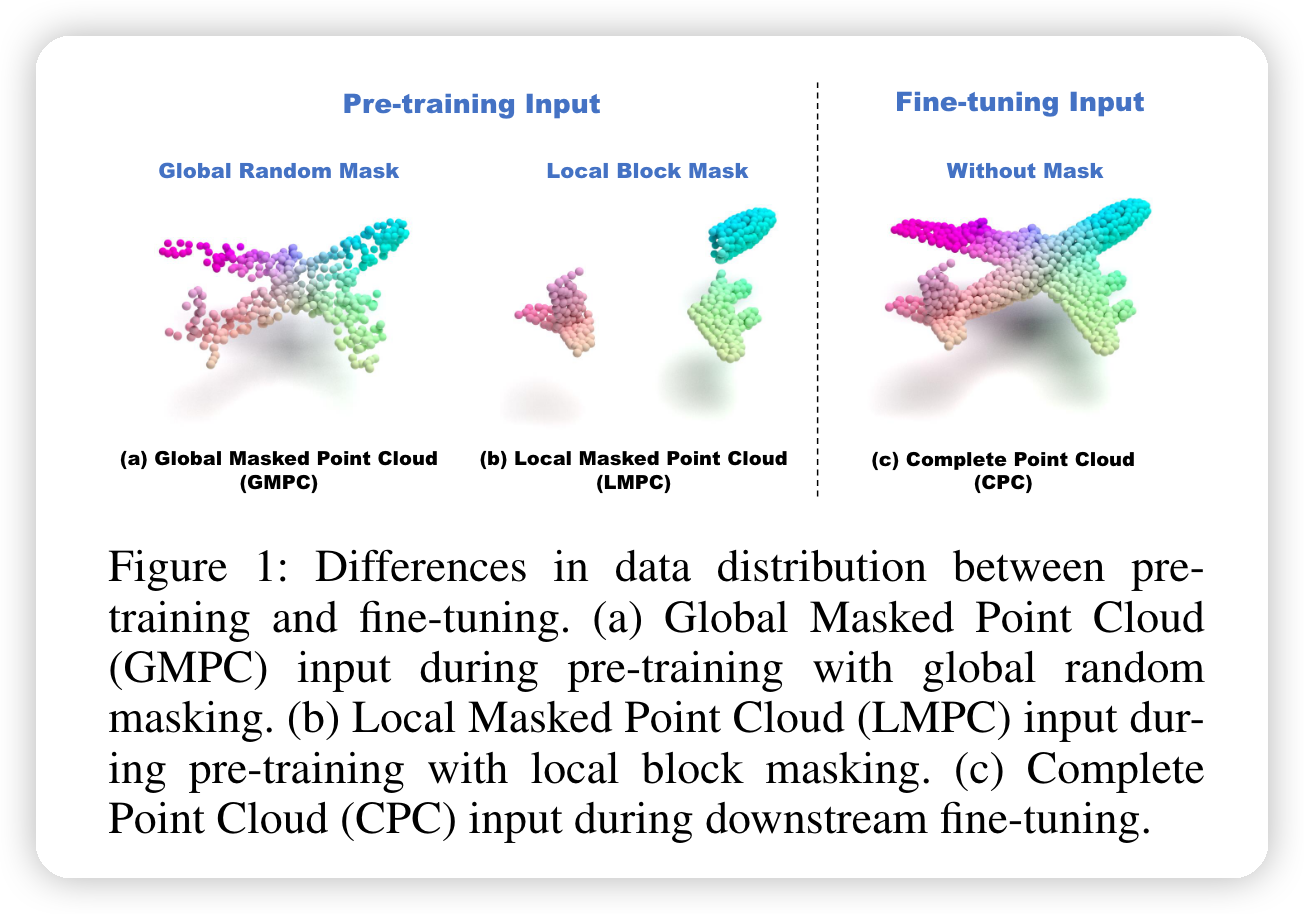 Pre-training Input
Fine-tuning Input
Global Random Mask
Local Block Mask
Without Mask
(a) Global Masked Point Cloud
(GMPC)
(b) Local Masked Point Cloud
(LMPC)
(c) Complete Point Cloud
(CPC)
Figure 1: Differences in data distribution between pre-
training and fine-tuning. (a) Global Masked Point Cloud
(GMPC) input during pre-training with global random
masking. (b) Local Masked Point Cloud (LMPC) input dur-
ing pre-training with local block masking. (c) Complete
Point Cloud (CPC) input during downstream fine-tuning.